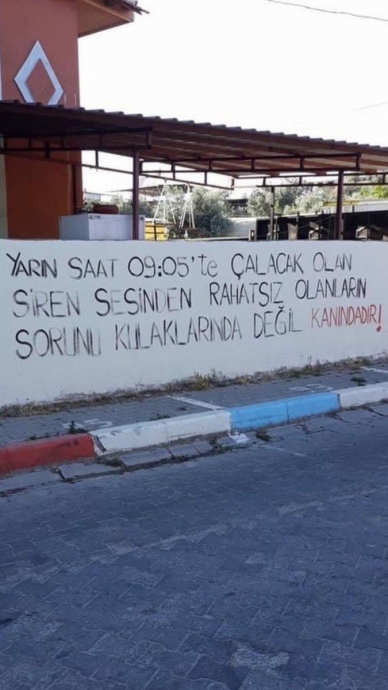 YARIN SAAT 09:05'te ÇALACAK OLAN
SİREN SESİNDEN RAHATSIZ OLANLARIN
SORUNU KULAKLARINDA DEĞİL KANINDADIR!